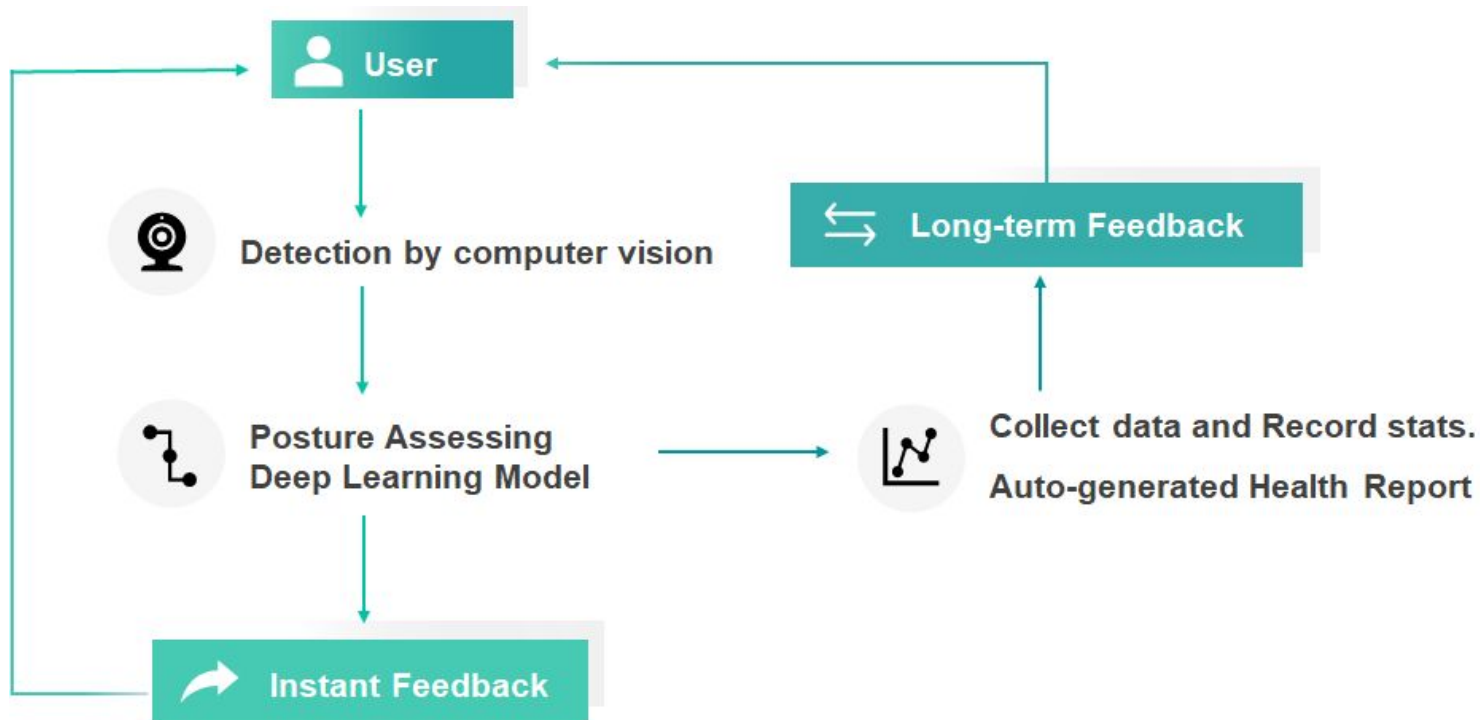 User
Detection by computer vision
Long-term Feedback
Posture Assessing
Deep Learning Model
Collect data and Record stats.
Auto-generated Health Report
Instant Feedback